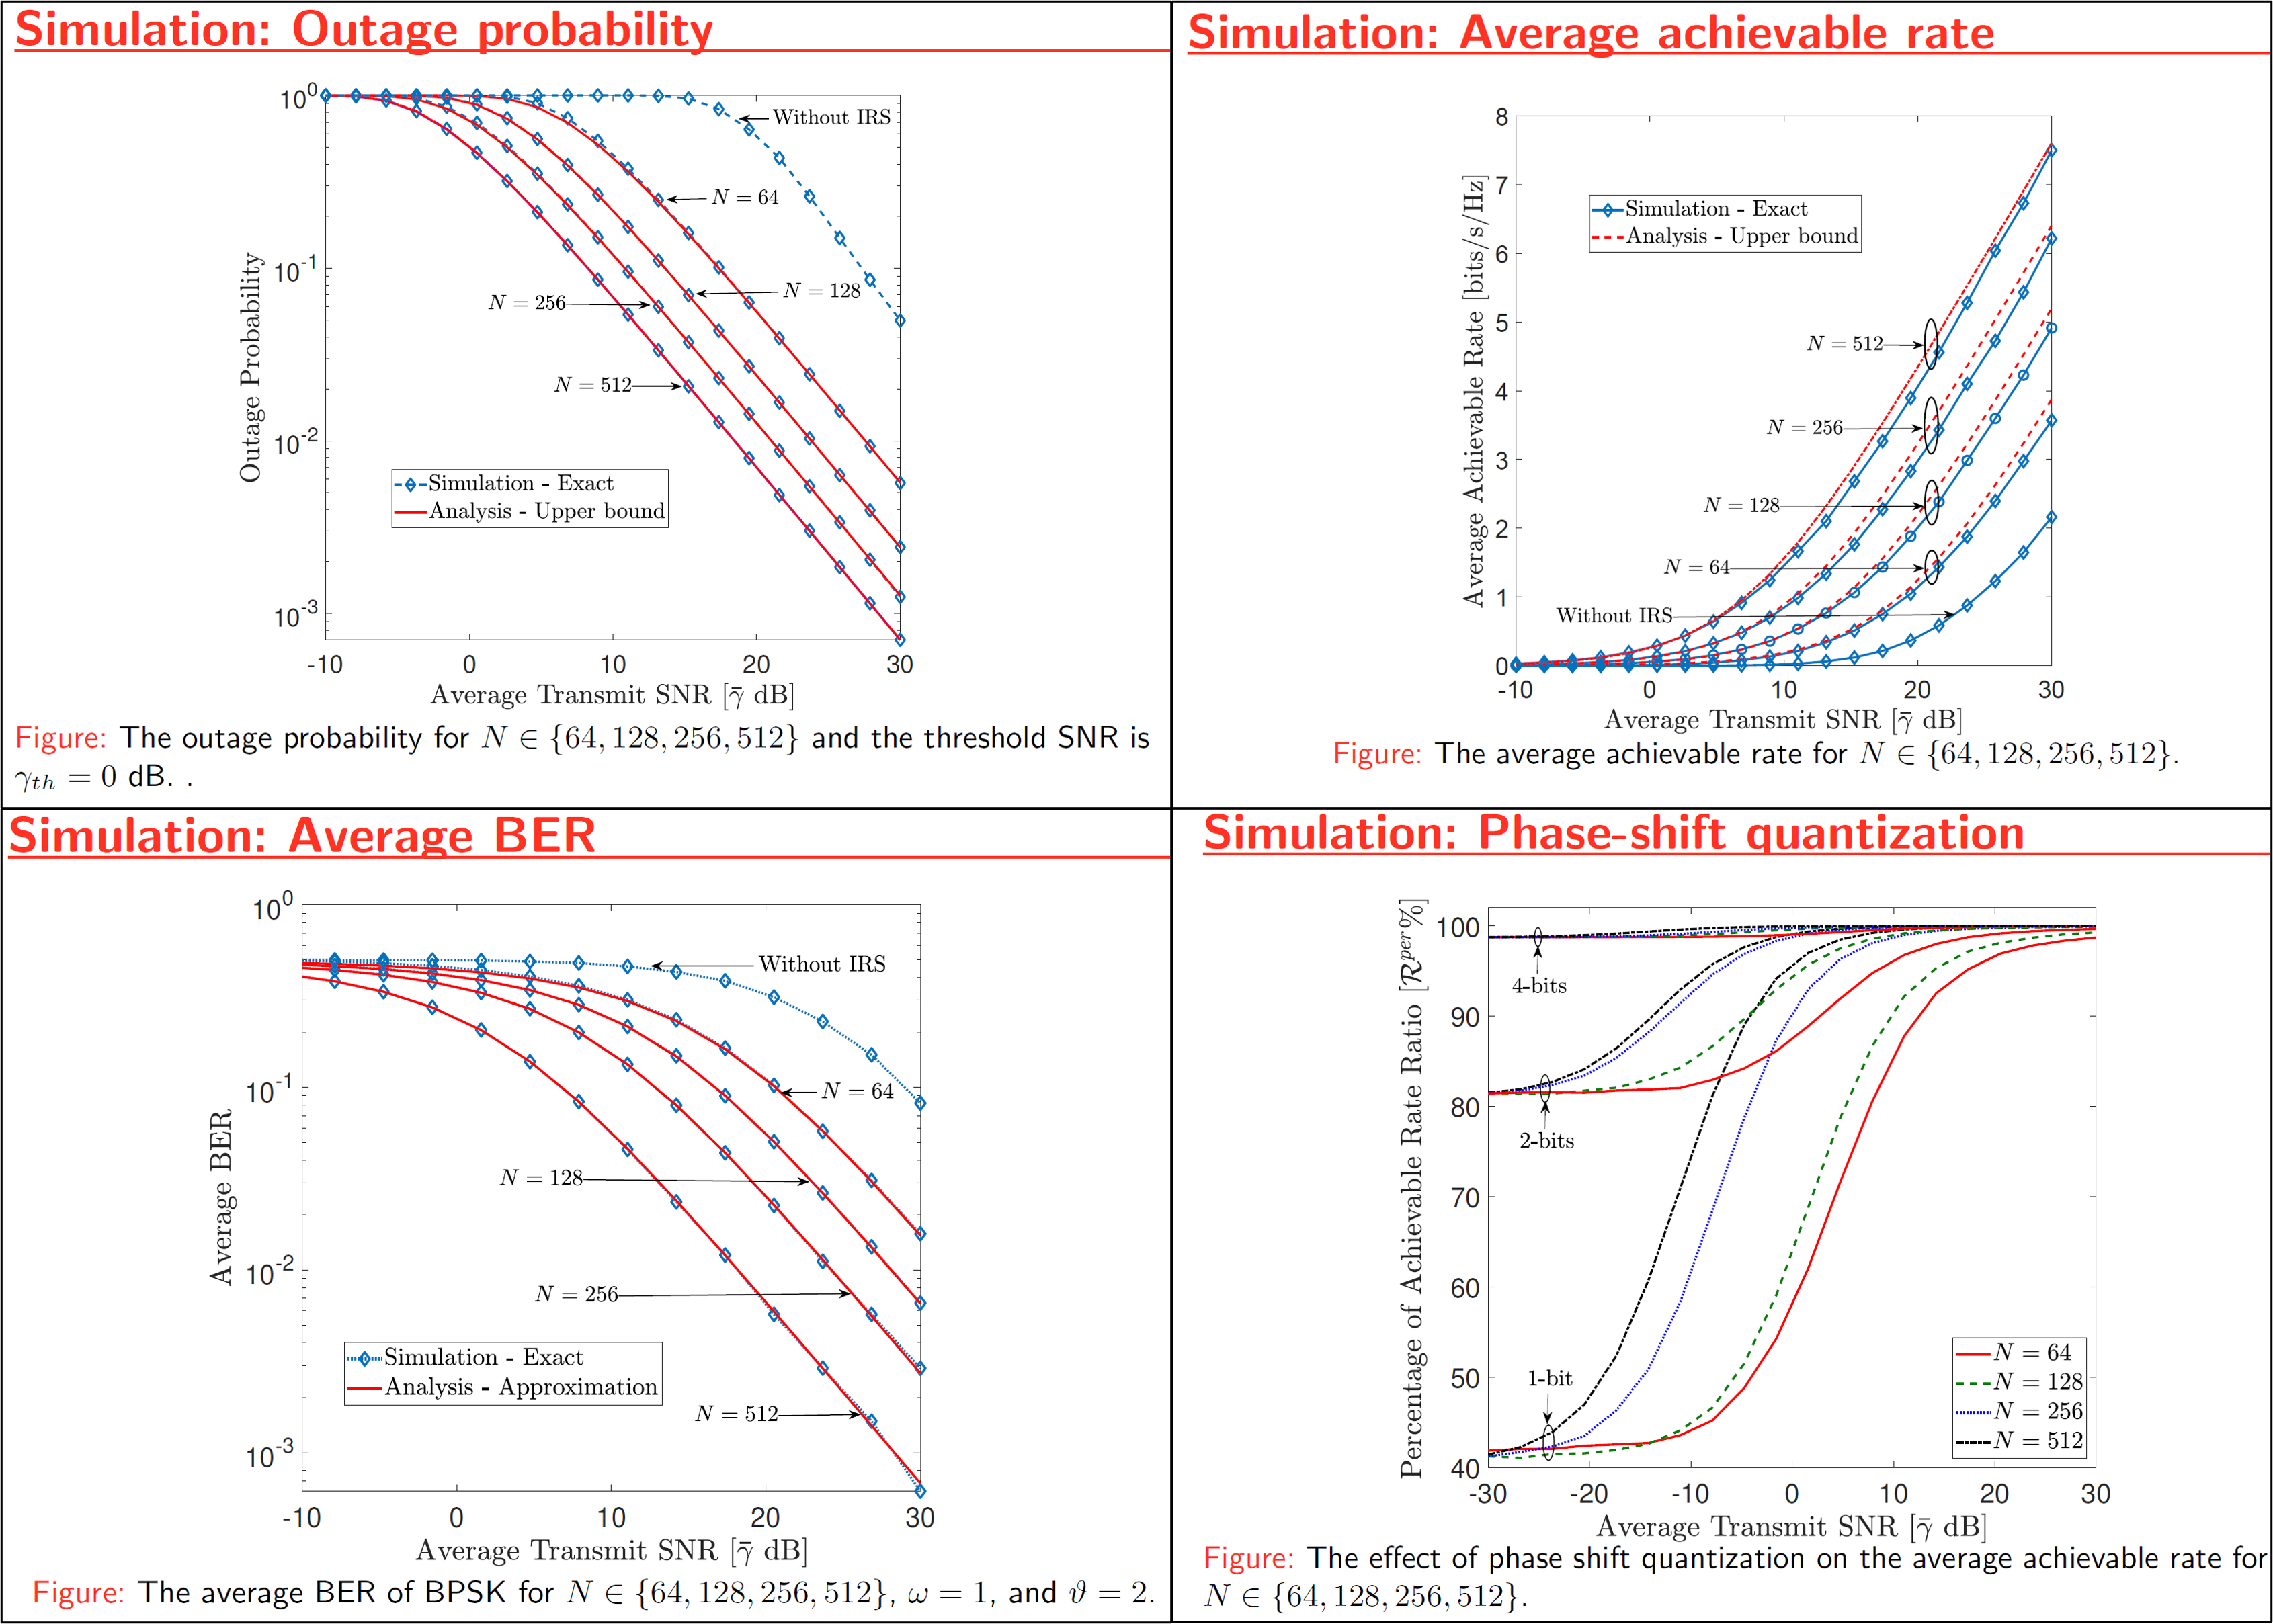 Simulation: Outage probability
10^0
10^-1
10^-2
10^-3
Outage Probability
Without IRS
N = 64
N = 128
N = 256
N = 512
Simulation - Exact
Analysis - Upper bound
-10 0 10 20 30
Average Transmit SNR [γ̄ dB]
Figure: The outage probability for N ∈ {64, 128, 256, 512} and the threshold SNR is
γ_th = 0 dB. .
Simulation: Average achievable rate
8
7
6
5
4
3
2
1
0
Average Achievable Rate [bits/s/Hz]
Simulation - Exact
Analysis - Upper bound
N = 512
N = 256
N = 128
N = 64
Without IRS
-10 0 10 20 30
Average Transmit SNR [γ̄ dB]
Figure: The average achievable rate for N ∈ {64, 128, 256, 512}.
Simulation: Average BER
10^0
10^-1
10^-2
10^-3
Average BER
Without IRS
N = 64
N = 128
N = 256
N = 512
Simulation - Exact
Analysis - Approximation
-10 0 10 20 30
Average Transmit SNR [γ̄ dB]
Figure: The average BER of BPSK for N ∈ {64, 128, 256, 512}, ω = 1, and ϑ = 2.
Simulation: Phase-shift quantization
100
90
80
70
60
50
40
Percentage of Achievable Rate Ratio [R^per%]
4-bits
2-bits
1-bit
N = 64
N = 128
N = 256
N = 512
-30 -20 -10 0 10 20 30
Average Transmit SNR [γ̄ dB]
Figure: The effect of phase shift quantization on the average achievable rate for
N ∈ {64, 128, 256, 512}.